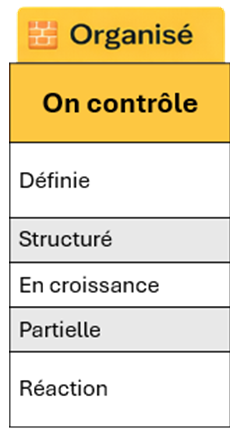 Organisé
On contrôle
Définie
Structuré
En croissance
Partielle
Réaction